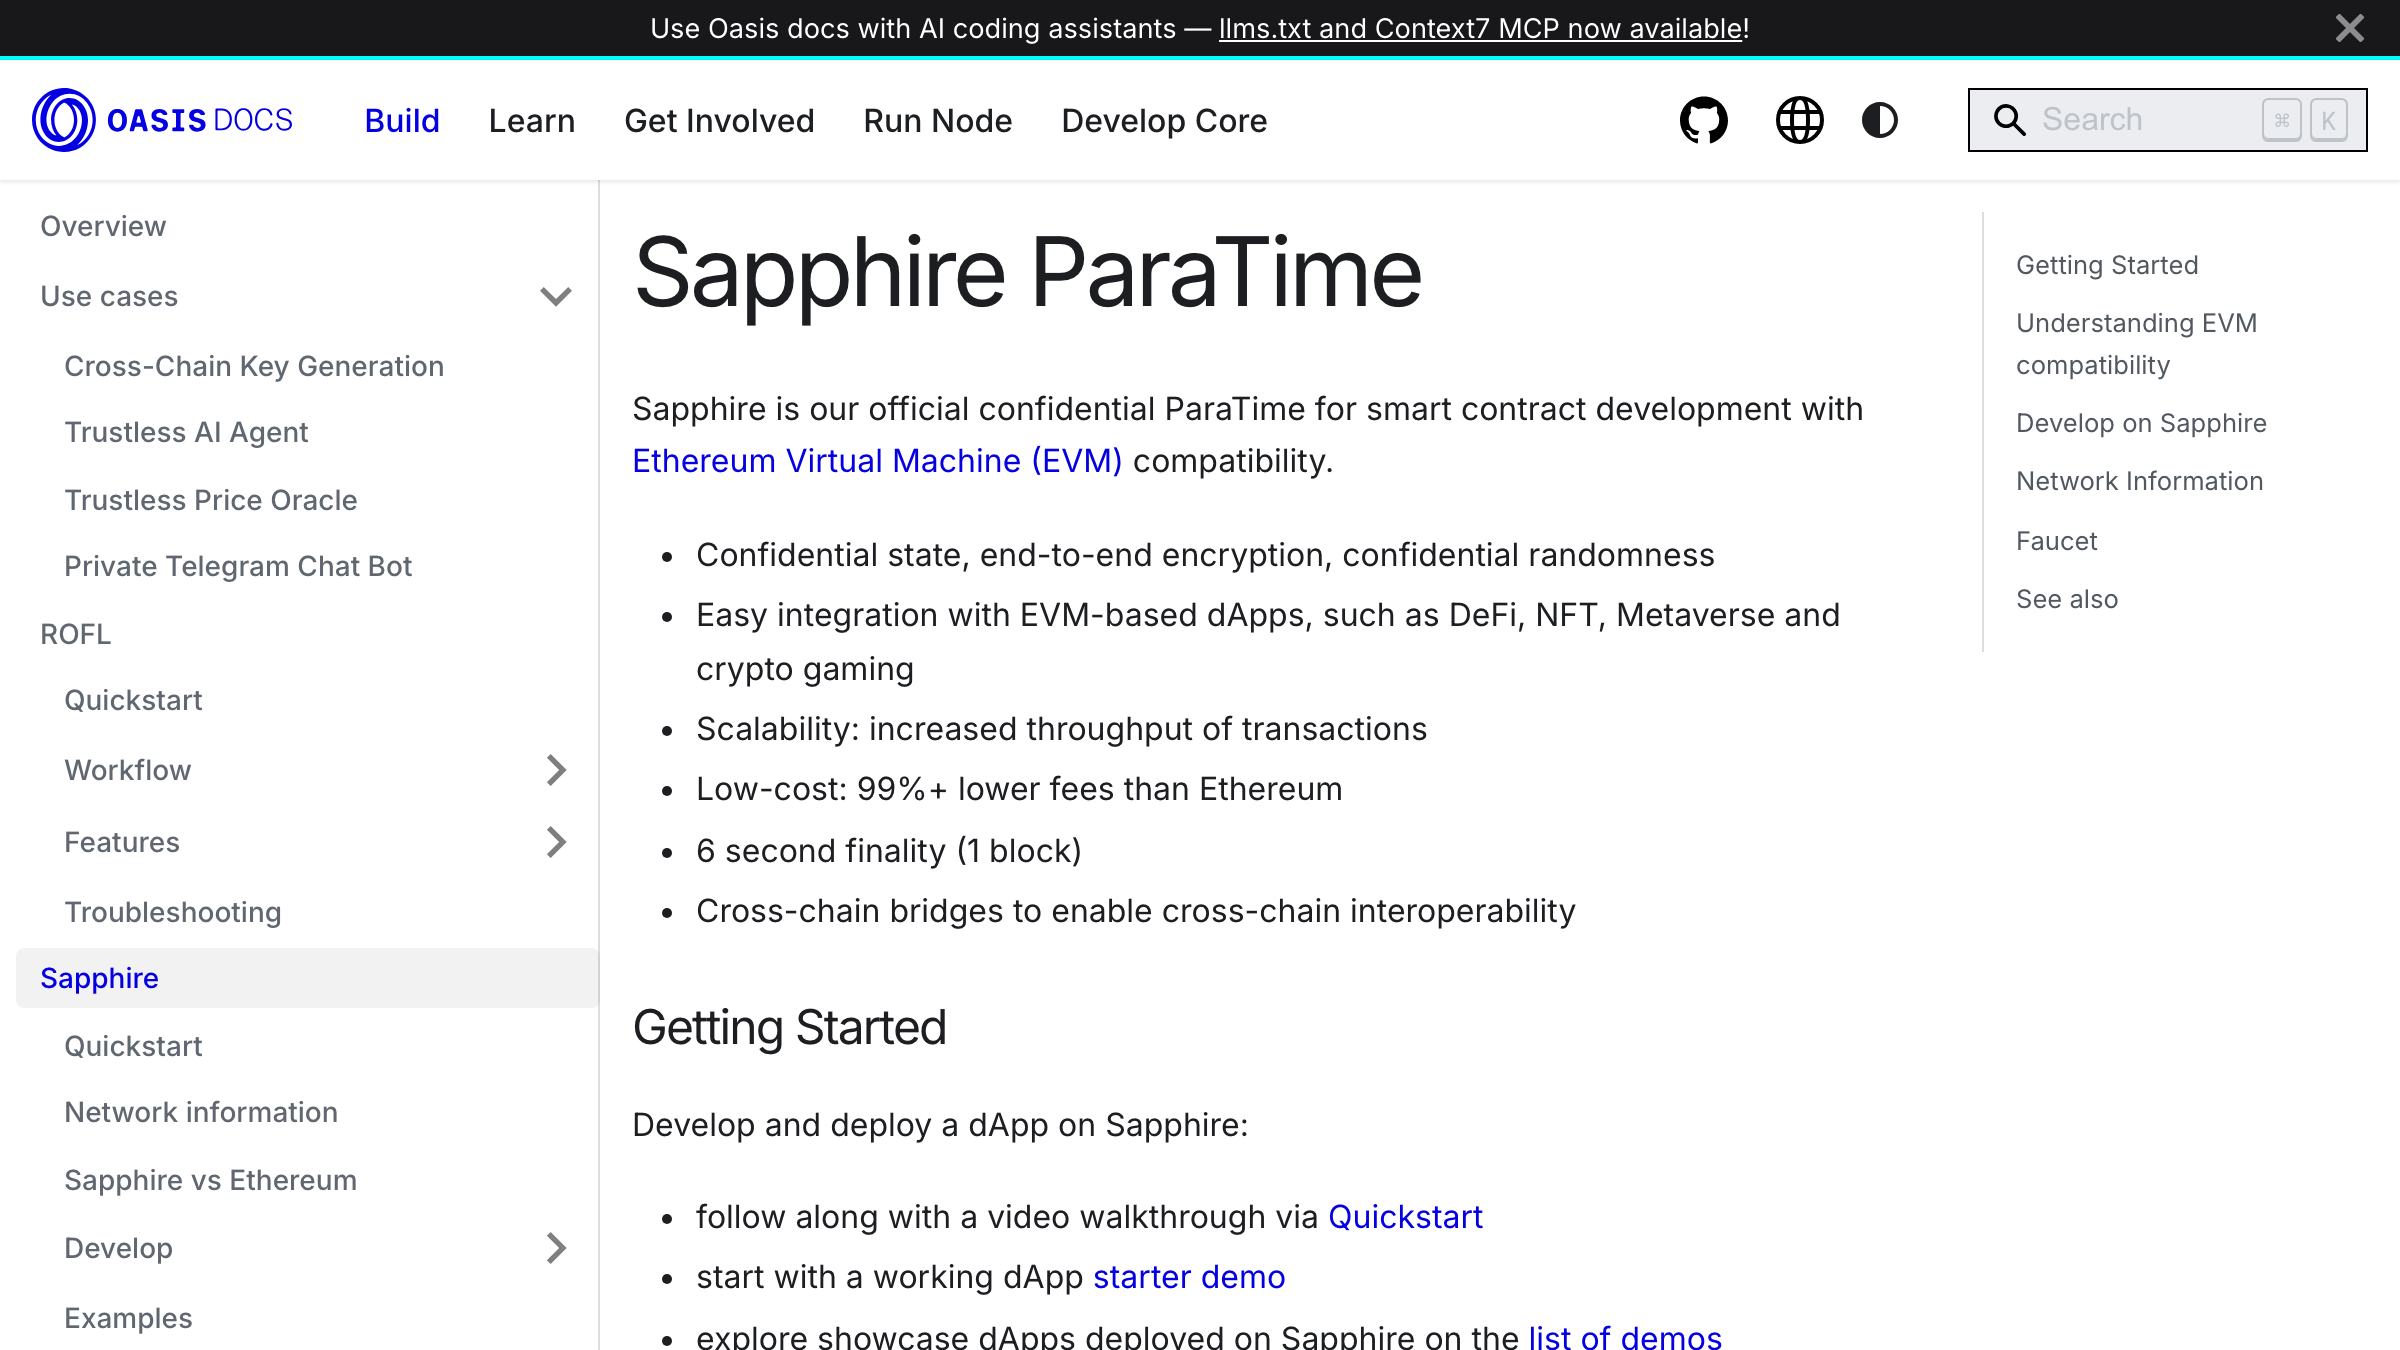 Use Oasis docs with AI coding assistants — llms.txt and Context7 MCP now available!
OASIS DOCS
Build
Learn
Get Involved
Run Node
Develop Core
Search
⌘
K
Overview
Use cases
Cross-Chain Key Generation
Trustless AI Agent
Trustless Price Oracle
Private Telegram Chat Bot
ROFL
Quickstart
Workflow
Features
Troubleshooting
Sapphire
Quickstart
Network information
Sapphire vs Ethereum
Develop
Examples
Sapphire ParaTime
Sapphire is our official confidential ParaTime for smart contract development with
Ethereum Virtual Machine (EVM) compatibility.
• Confidential state, end-to-end encryption, confidential randomness
• Easy integration with EVM-based dApps, such as DeFi, NFT, Metaverse and
crypto gaming
• Scalability: increased throughput of transactions
• Low-cost: 99%+ lower fees than Ethereum
• 6 second finality (1 block)
• Cross-chain bridges to enable cross-chain interoperability
Getting Started
Develop and deploy a dApp on Sapphire:
• follow along with a video walkthrough via Quickstart
• start with a working dApp starter demo
• explore showcase dApps deployed on Sapphire on the list of demos
Getting Started
Understanding EVM
compatibility
Develop on Sapphire
Network Information
Faucet
See also